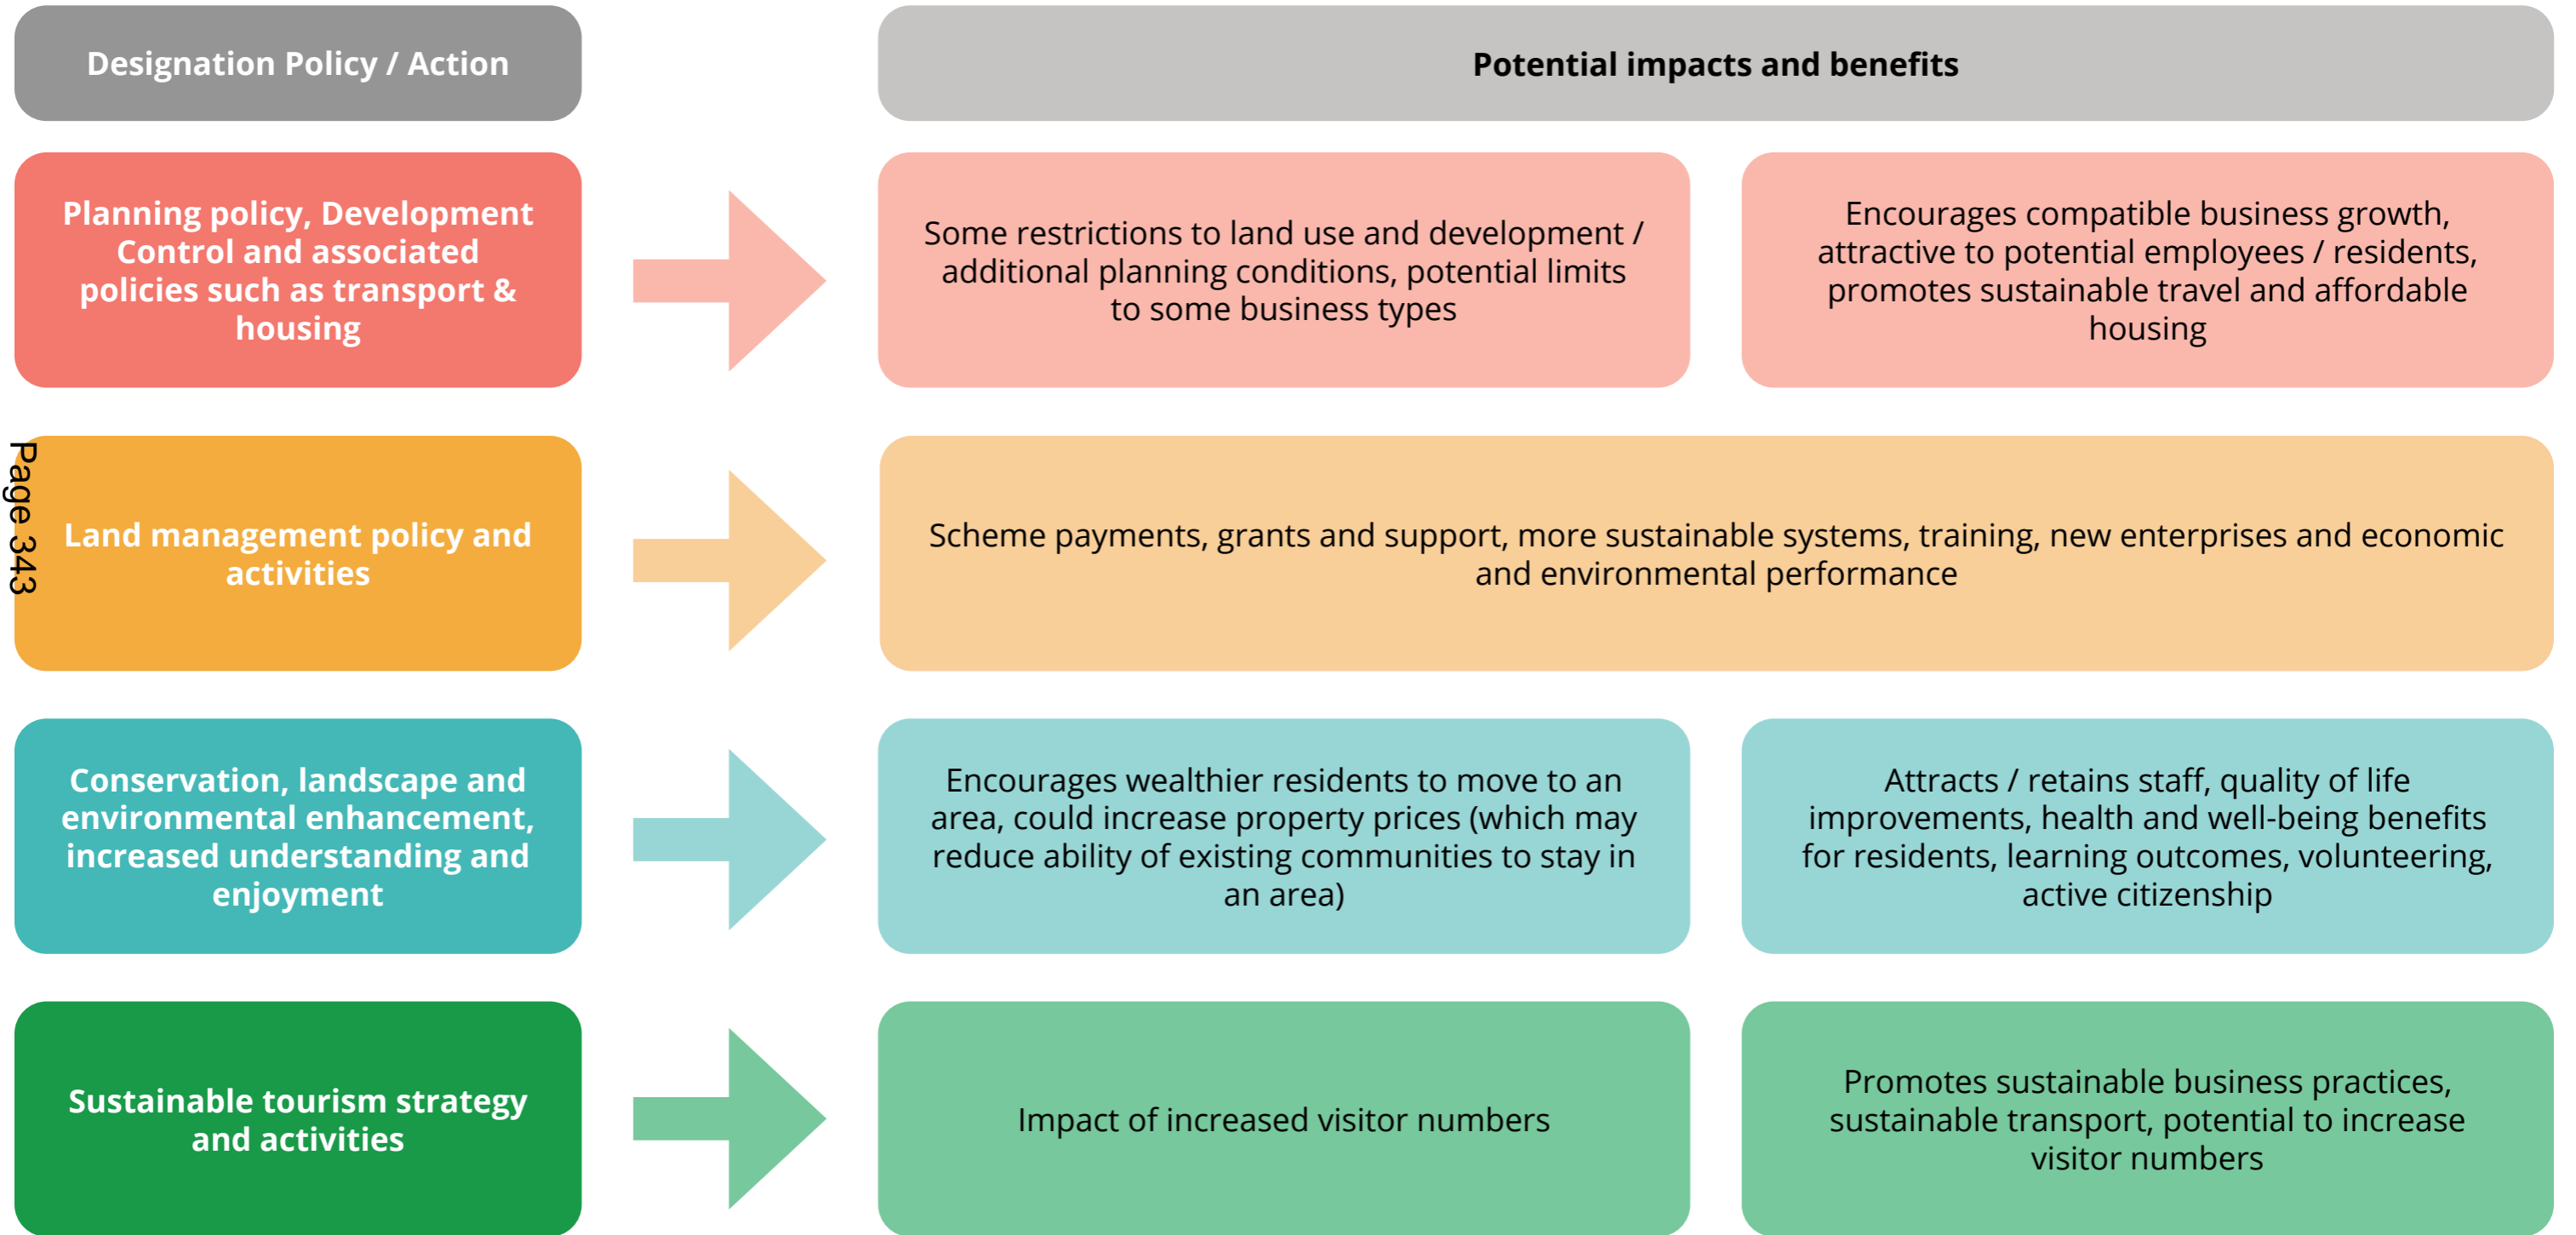 Designation Policy / Action
Potential impacts and benefits
Planning policy, Development
Control and associated
policies such as transport &
housing
Some restrictions to land use and development /
additional planning conditions, potential limits
to some business types
Encourages compatible business growth,
attractive to potential employees / residents,
promotes sustainable travel and affordable
housing
Page 343
Land management policy and
activities
Scheme payments, grants and support, more sustainable systems, training, new enterprises and economic
and environmental performance
Conservation, landscape and
environmental enhancement,
increased understanding and
enjoyment
Encourages wealthier residents to move to an
area, could increase property prices (which may
reduce ability of existing communities to stay in
an area)
Attracts / retains staff, quality of life
improvements, health and well-being benefits
for residents, learning outcomes, volunteering,
active citizenship
Sustainable tourism strategy
and activities
Impact of increased visitor numbers
Promotes sustainable business practices,
sustainable transport, potential to increase
visitor numbers